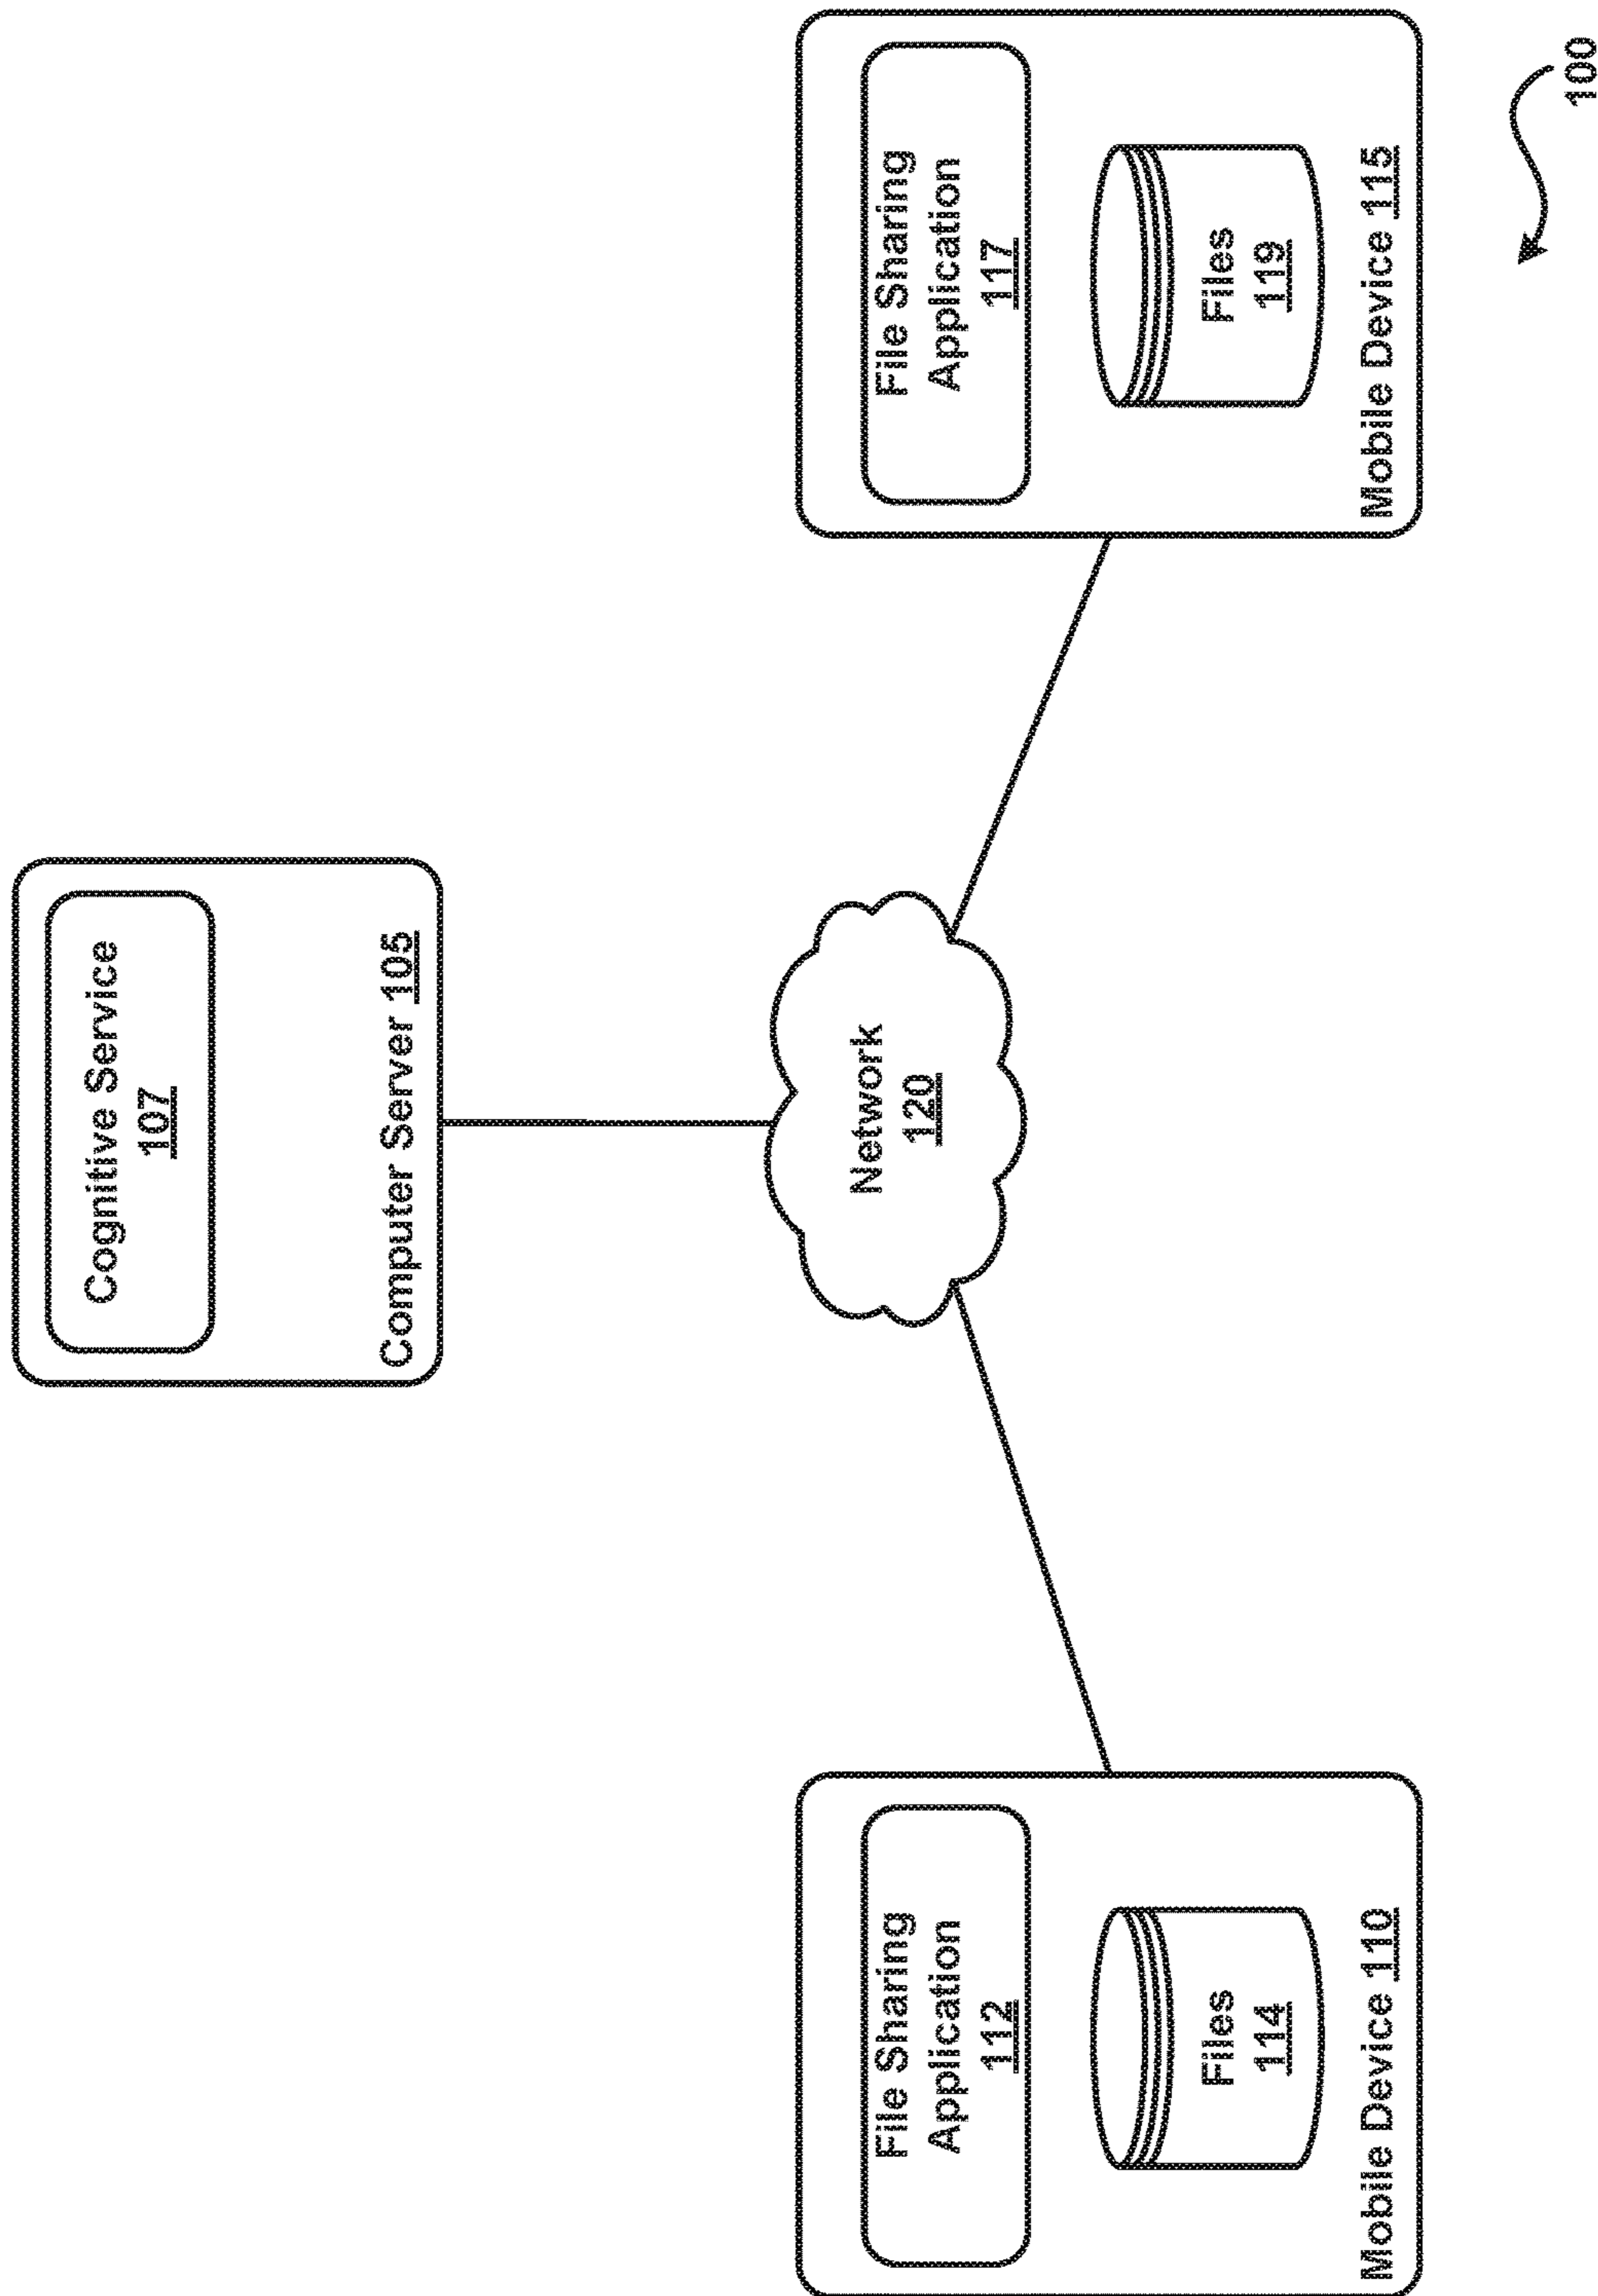 Cognitive Service
107
Computer Server 105
Network
120
File Sharing
Application
112
Files
114
Mobile Device 110
File Sharing
Application
117
Files
119
Mobile Device 115
100